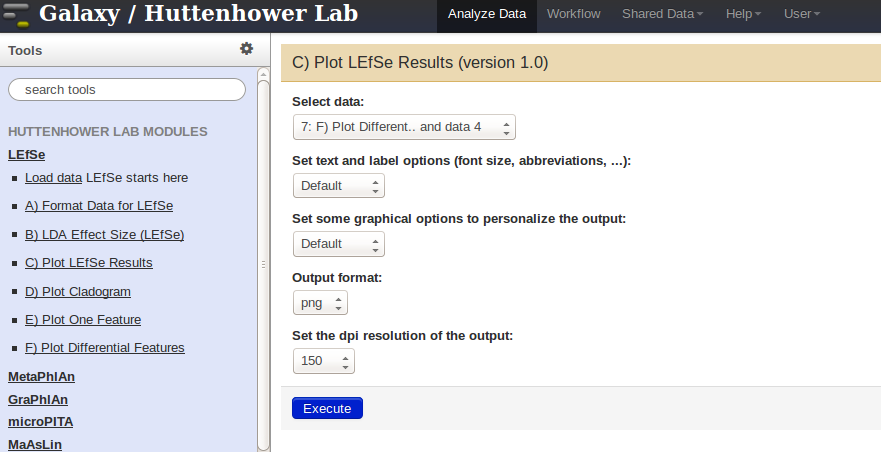 Galaxy / Huttenhower Lab
Analyze Data Workflow Shared Data Help User
Tools
search tools
HUTTENHOWER LAB MODULES
LEfSe
Load data LEfSe starts here
A) Format Data for LEfSe
B) LDA Effect Size (LEfSe)
C) Plot LEfSe Results
D) Plot Cladogram
E) Plot One Feature
F) Plot Differential Features
MetaPhlAn
GraPhlAn
microPITA
MaAsLin
C) Plot LEfSe Results (version 1.0)
Select data:
7: F) Plot Different.. and data 4
Set text and label options (font size, abbreviations, ...):
Default
Set some graphical options to personalize the output:
Default
Output format:
png
Set the dpi resolution of the output:
150
Execute